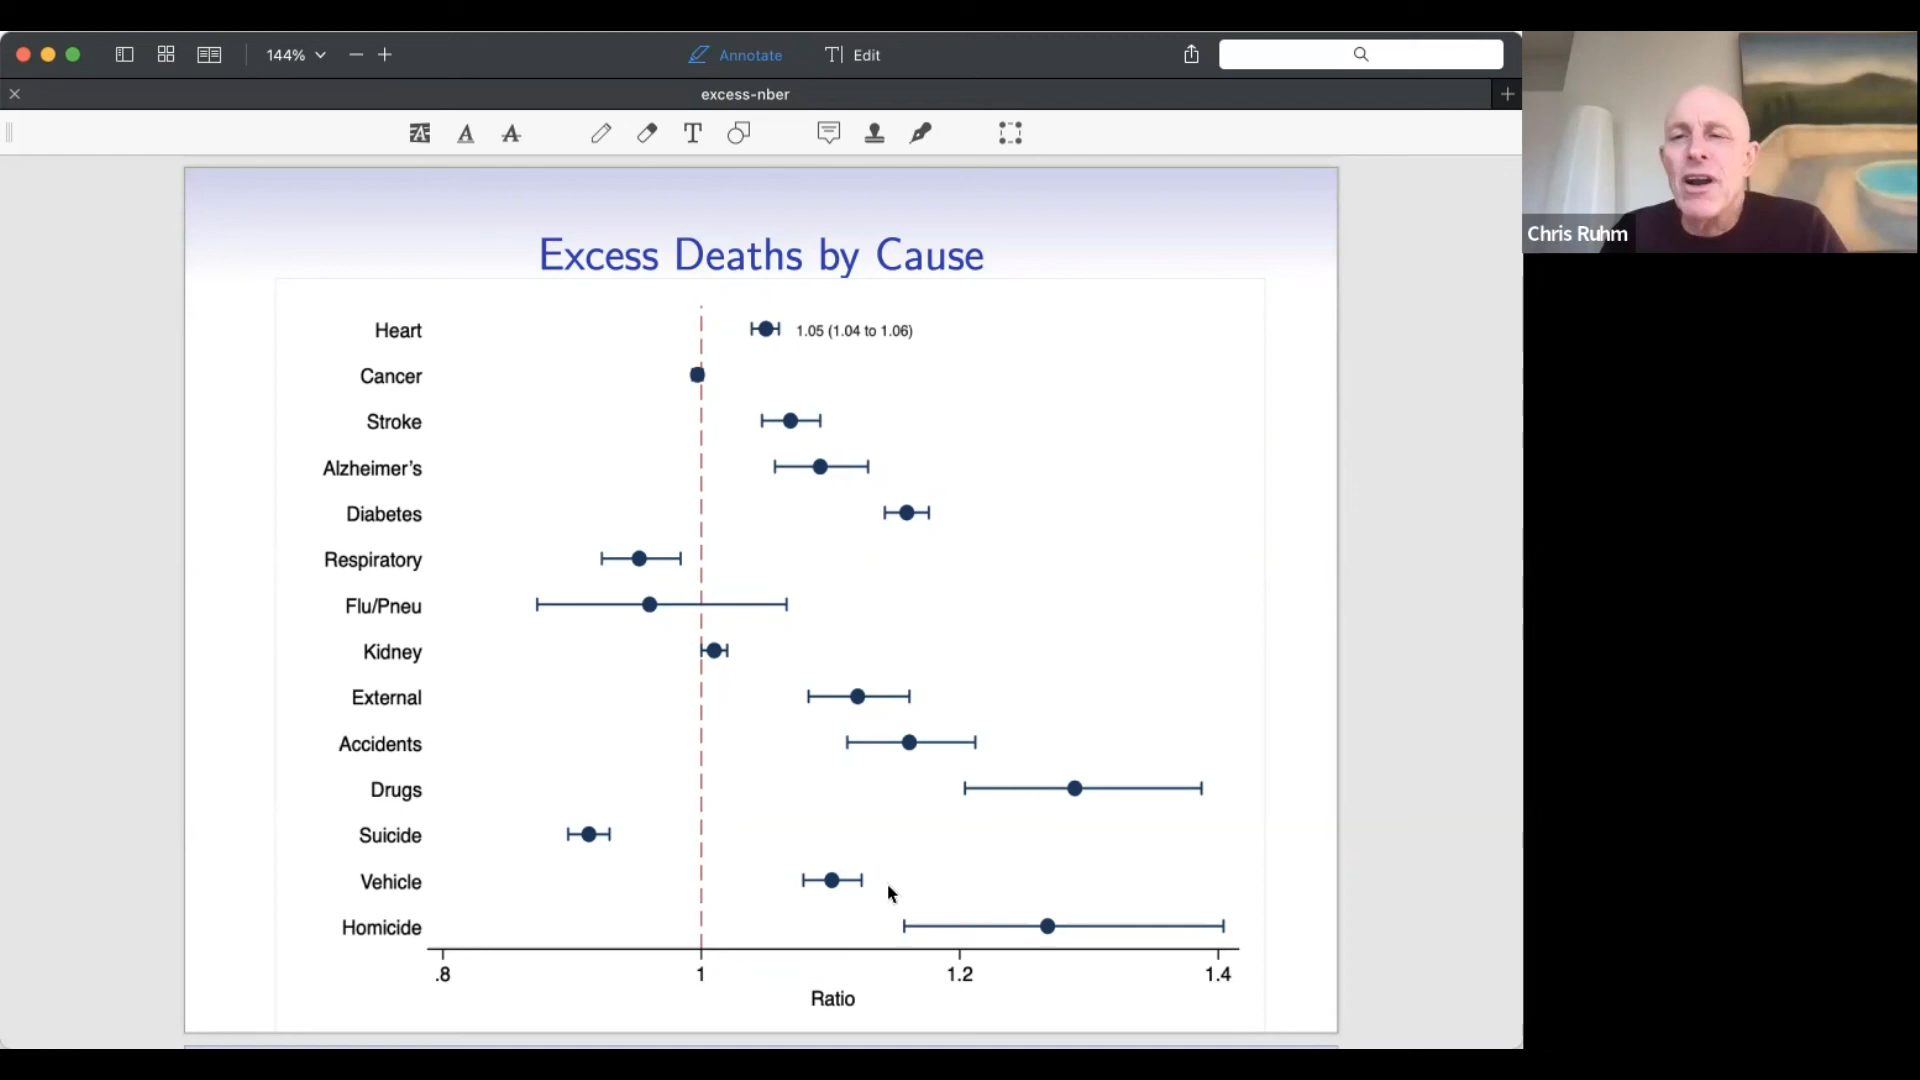 144%
Annotate
Edit
excess-nber
Chris Ruhm
Excess Deaths by Cause
Heart
1.05 (1.04 to 1.06)
Cancer
Stroke
Alzheimer's
Diabetes
Respiratory
Flu/Pneu
Kidney
External
Accidents
Drugs
Suicide
Vehicle
Homicide
.8 1 1.2 1.4
Ratio